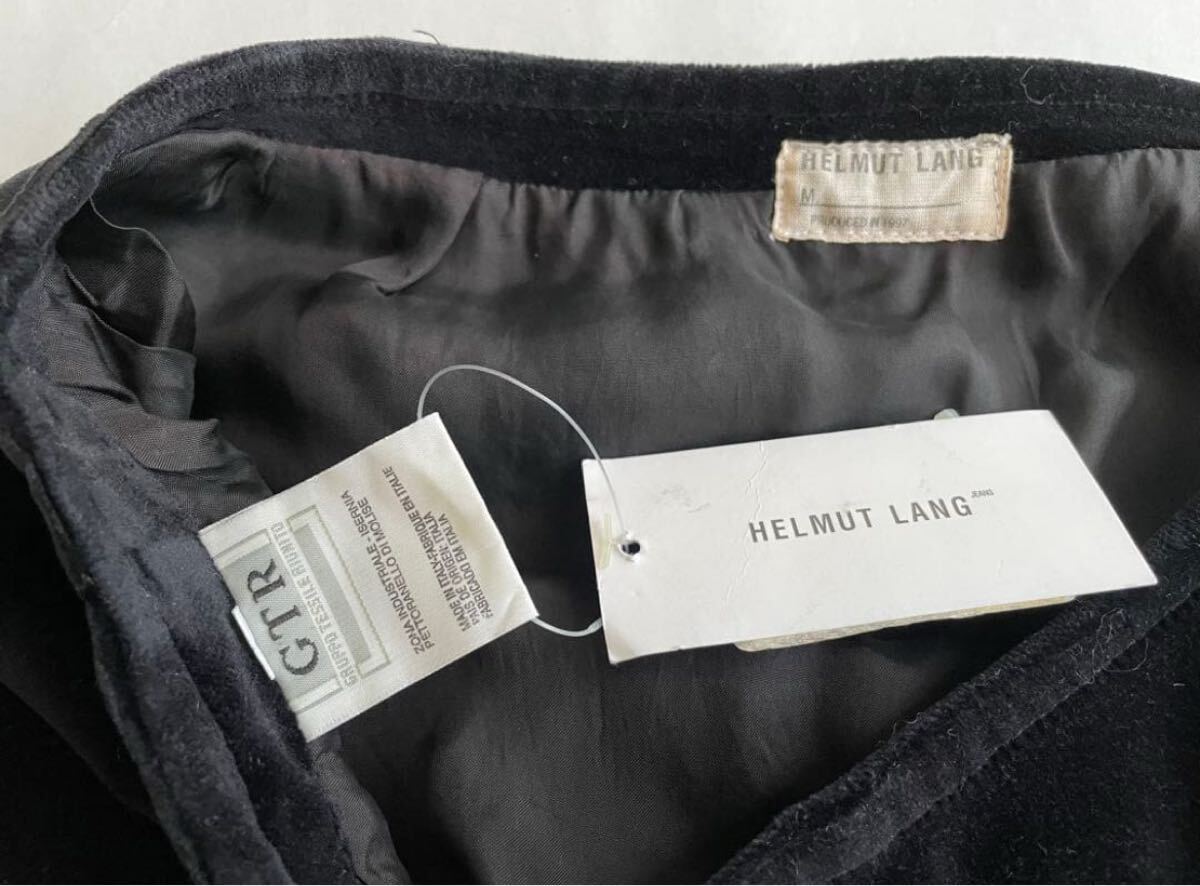 HELMUT LANG
M
PRODUCED IN 1997
HELMUT LANG JEANS
GTR
GRUPPO TESSILE RIUNITO
ZONA INDUSTRIALE - ISERNIA
PETTORANELLO DI MOLISE
MADE IN ITALY-FABRIQUE EN ITALIE
PAIS DE ORIGEN: ITALIA
FABRICADO EM ITALIA